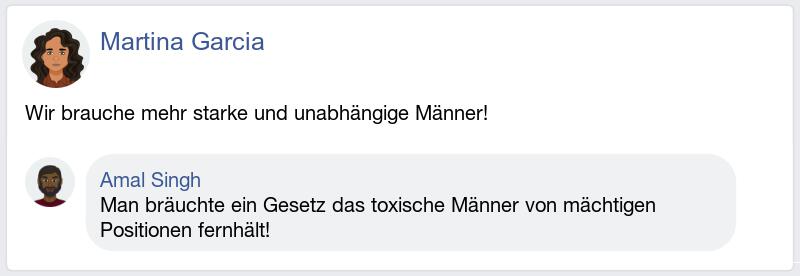 Martina Garcia
Wir brauche mehr starke und unabhängige Männer!
Amal Singh
Man bräuchte ein Gesetz das toxische Männer von mächtigen
Positionen fernhält!